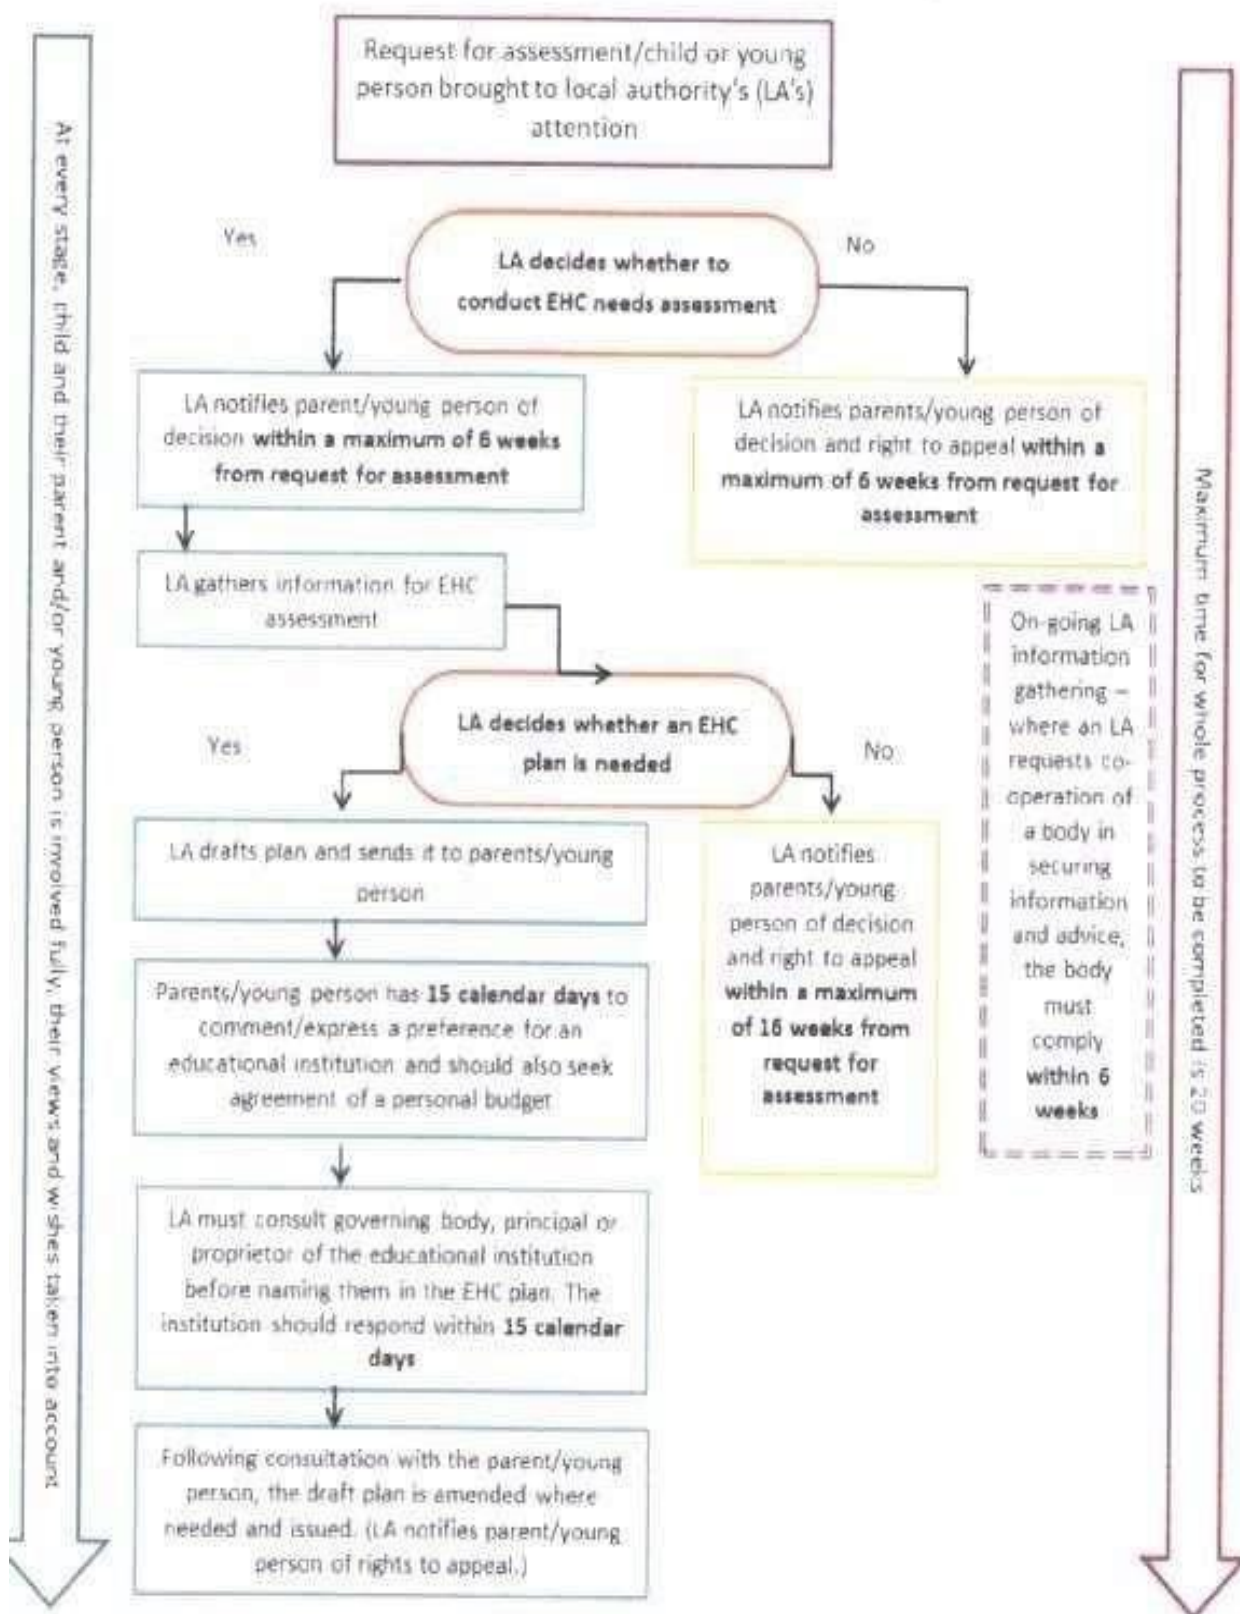 Request for assessment/child or young
person brought to local authority's (LA's)
attention
At every stage, child and their parent and/or young person is involved fully, their views and wishes taken into account
Maximum time for whole process to be completed is 20 weeks
Yes
LA decides whether to
conduct EHC needs assessment
No
LA notifies parent/young person of
decision within a maximum of 6 weeks
from request for assessment
LA notifies parents/young person of
decision and right to appeal within a
maximum of 6 weeks from request for
assessment
LA gathers information for EHC
assessment
On-going LA
information
gathering –
where an LA
requests co-
operation of
a body in
securing
information
and advice,
the body
must
comply
within 6
weeks
Yes
LA decides whether an EHC
plan is needed
No
LA drafts plan and sends it to parents/young
person
LA notifies
parents/young
person of decision
and right to appeal
within a maximum
of 16 weeks from
request for
assessment
Parents/young person has 15 calendar days to
comment/express a preference for an
educational institution and should also seek
agreement of a personal budget
LA must consult governing body, principal or
proprietor of the educational institution
before naming them in the EHC plan. The
institution should respond within 15 calendar
days
Following consultation with the parent/young
person, the draft plan is amended where
needed and issued. (LA notifies parent/young
person of rights to appeal.)